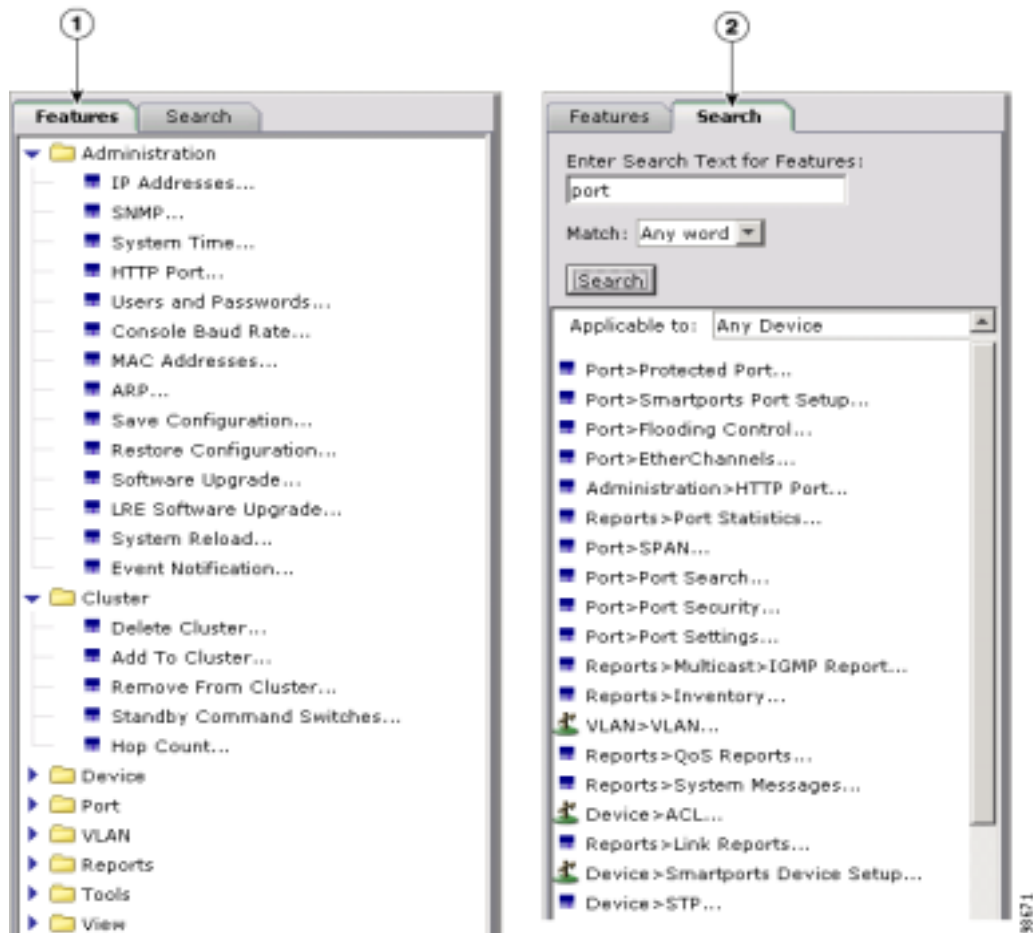 1
Features Search
Administration
IP Addresses...
SNMP...
System Time...
HTTP Port...
Users and Passwords...
Console Baud Rate...
MAC Addresses...
ARP...
Save Configuration...
Restore Configuration...
Software Upgrade...
LRE Software Upgrade...
System Reload...
Event Notification...
Cluster
Delete Cluster...
Add To Cluster...
Remove From Cluster...
Standby Command Switches...
Hop Count...
Device
Port
VLAN
Reports
Tools
View
2
Features Search
Enter Search Text for Features:
port
Match: Any word
Search
Applicable to: Any Device
Port>Protected Port...
Port>Smartports Port Setup...
Port>Flooding Control...
Port>EtherChannels...
Administration>HTTP Port...
Reports>Port Statistics...
Port>SPAN...
Port>Port Search...
Port>Port Security...
Port>Port Settings...
Reports>Multicast>IGMP Report...
Reports>Inventory...
VLAN>VLAN...
Reports>QoS Reports...
Reports>System Messages...
Device>ACL...
Reports>Link Reports...
Device>Smartports Device Setup...
Device>STP...
98671